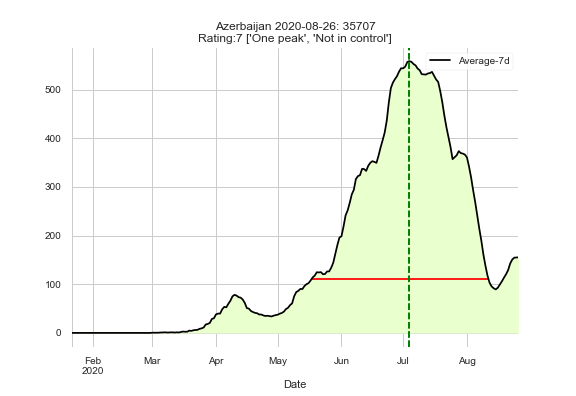 Azerbaijan 2020-08-26: 35707
Rating:7 ['One peak', 'Not in control']
Average-7d
500
400
300
200
100
0
Feb Mar Apr May Jun Jul Aug
2020
Date